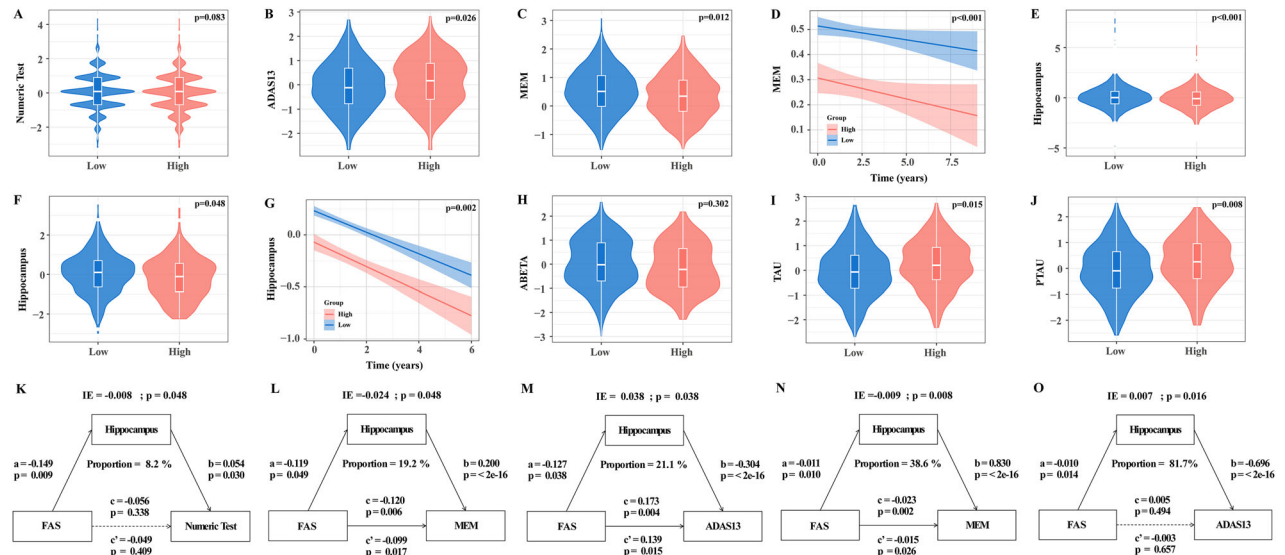 A
p=0.083
Numeric Test
4
2
0
−2
Low
High
B
p=0.026
ADAS13
3
2
1
0
−1
−2
Low
High
C
p=0.012
MEM
3
2
1
0
−1
Low
High
D
p<0.001
MEM
0.5
0.4
0.3
0.2
0.1
Group
High
Low
0.0
2.5
5.0
7.5
Time (years)
E
p<0.001
Hippocampus
5
0
−5
Low
High
F
p=0.048
Hippocampus
2
0
−2
Low
High
G
p=0.002
Hippocampus
0.0
−0.5
−1.0
Group
High
Low
0
2
4
6
Time (years)
H
p=0.302
ABETA
2
1
0
−1
−2
−3
Low
High
I
p=0.015
TAU
3
2
1
0
−1
−2
Low
High
J
p=0.008
PTAU
2
1
0
−1
−2
Low
High
K
IE = -0.008 ; p = 0.048
Hippocampus
a = -0.149
p = 0.009
Proportion = 8.2 %
b = 0.054
p = 0.030
c = -0.056
p = 0.338
FAS
Numeric Test
c' = -0.049
p = 0.409
L
IE =-0.024 ; p = 0.048
Hippocampus
a = -0.119
p = 0.049
Proportion = 19.2 %
b = 0.200
p = < 2e-16
c = -0.120
p = 0.006
FAS
MEM
c' = -0.099
p = 0.017
M
IE = 0.038 ; p = 0.038
Hippocampus
a = -0.127
p = 0.038
Proportion = 21.1 %
b = -0.304
p = < 2e-16
c = 0.173
p = 0.004
FAS
ADAS13
c' = 0.139
p = 0.015
N
IE =-0.009 ; p = 0.008
Hippocampus
a = -0.011
p = 0.010
Proportion = 38.6 %
b = 0.830
p = < 2e-16
c = -0.023
p = 0.002
FAS
MEM
c' = -0.015
p = 0.026
O
IE = 0.007 ; p = 0.016
Hippocampus
a = -0.010
p = 0.014
Proportion = 81.7%
b = -0.696
p = < 2e-16
c = 0.005
p = 0.494
FAS
ADAS13
c' = -0.003
p = 0.657